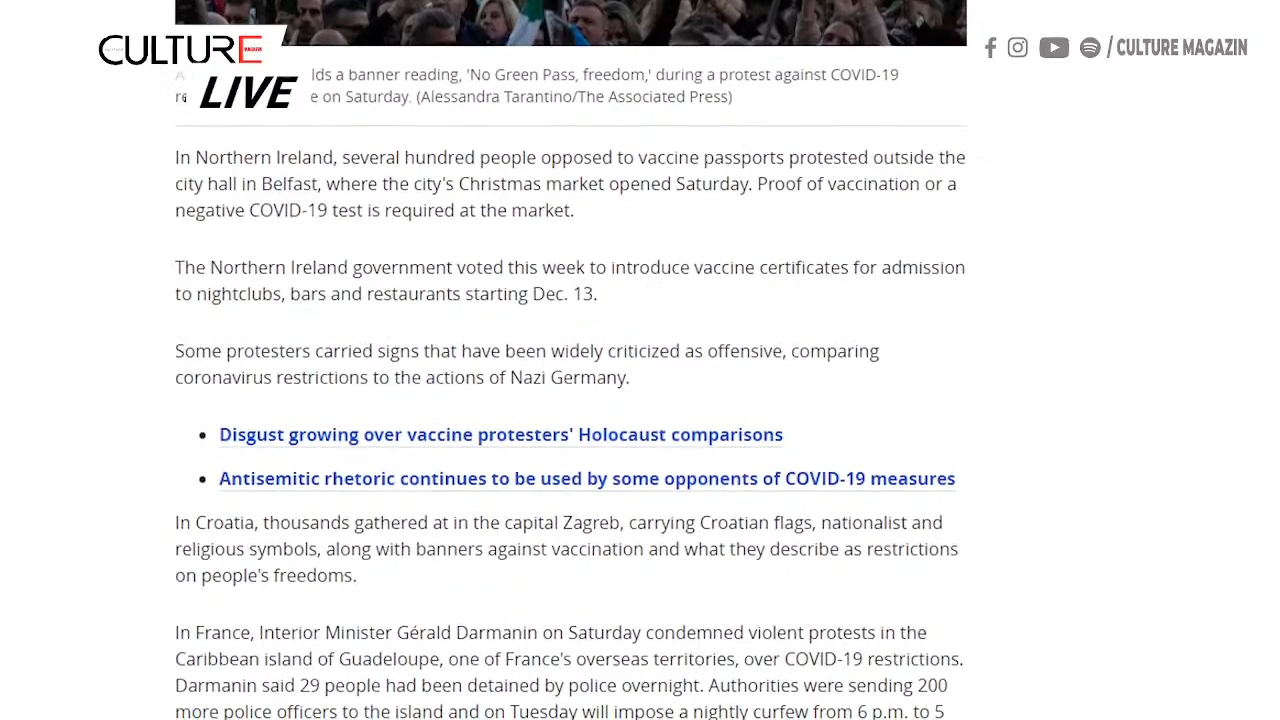 CULTURE
MAGAZIN
LIVE
/ CULTURE MAGAZIN
A lds a banner reading, 'No Green Pass, freedom,' during a protest against COVID-19
e on Saturday. (Alessandra Tarantino/The Associated Press)
In Northern Ireland, several hundred people opposed to vaccine passports protested outside the
city hall in Belfast, where the city's Christmas market opened Saturday. Proof of vaccination or a
negative COVID-19 test is required at the market.
The Northern Ireland government voted this week to introduce vaccine certificates for admission
to nightclubs, bars and restaurants starting Dec. 13.
Some protesters carried signs that have been widely criticized as offensive, comparing
coronavirus restrictions to the actions of Nazi Germany.
• Disgust growing over vaccine protesters' Holocaust comparisons
• Antisemitic rhetoric continues to be used by some opponents of COVID-19 measures
In Croatia, thousands gathered at in the capital Zagreb, carrying Croatian flags, nationalist and
religious symbols, along with banners against vaccination and what they describe as restrictions
on people's freedoms.
In France, Interior Minister Gérald Darmanin on Saturday condemned violent protests in the
Caribbean island of Guadeloupe, one of France's overseas territories, over COVID-19 restrictions.
Darmanin said 29 people had been detained by police overnight. Authorities were sending 200
more police officers to the island and on Tuesday will impose a nightly curfew from 6 p.m. to 5